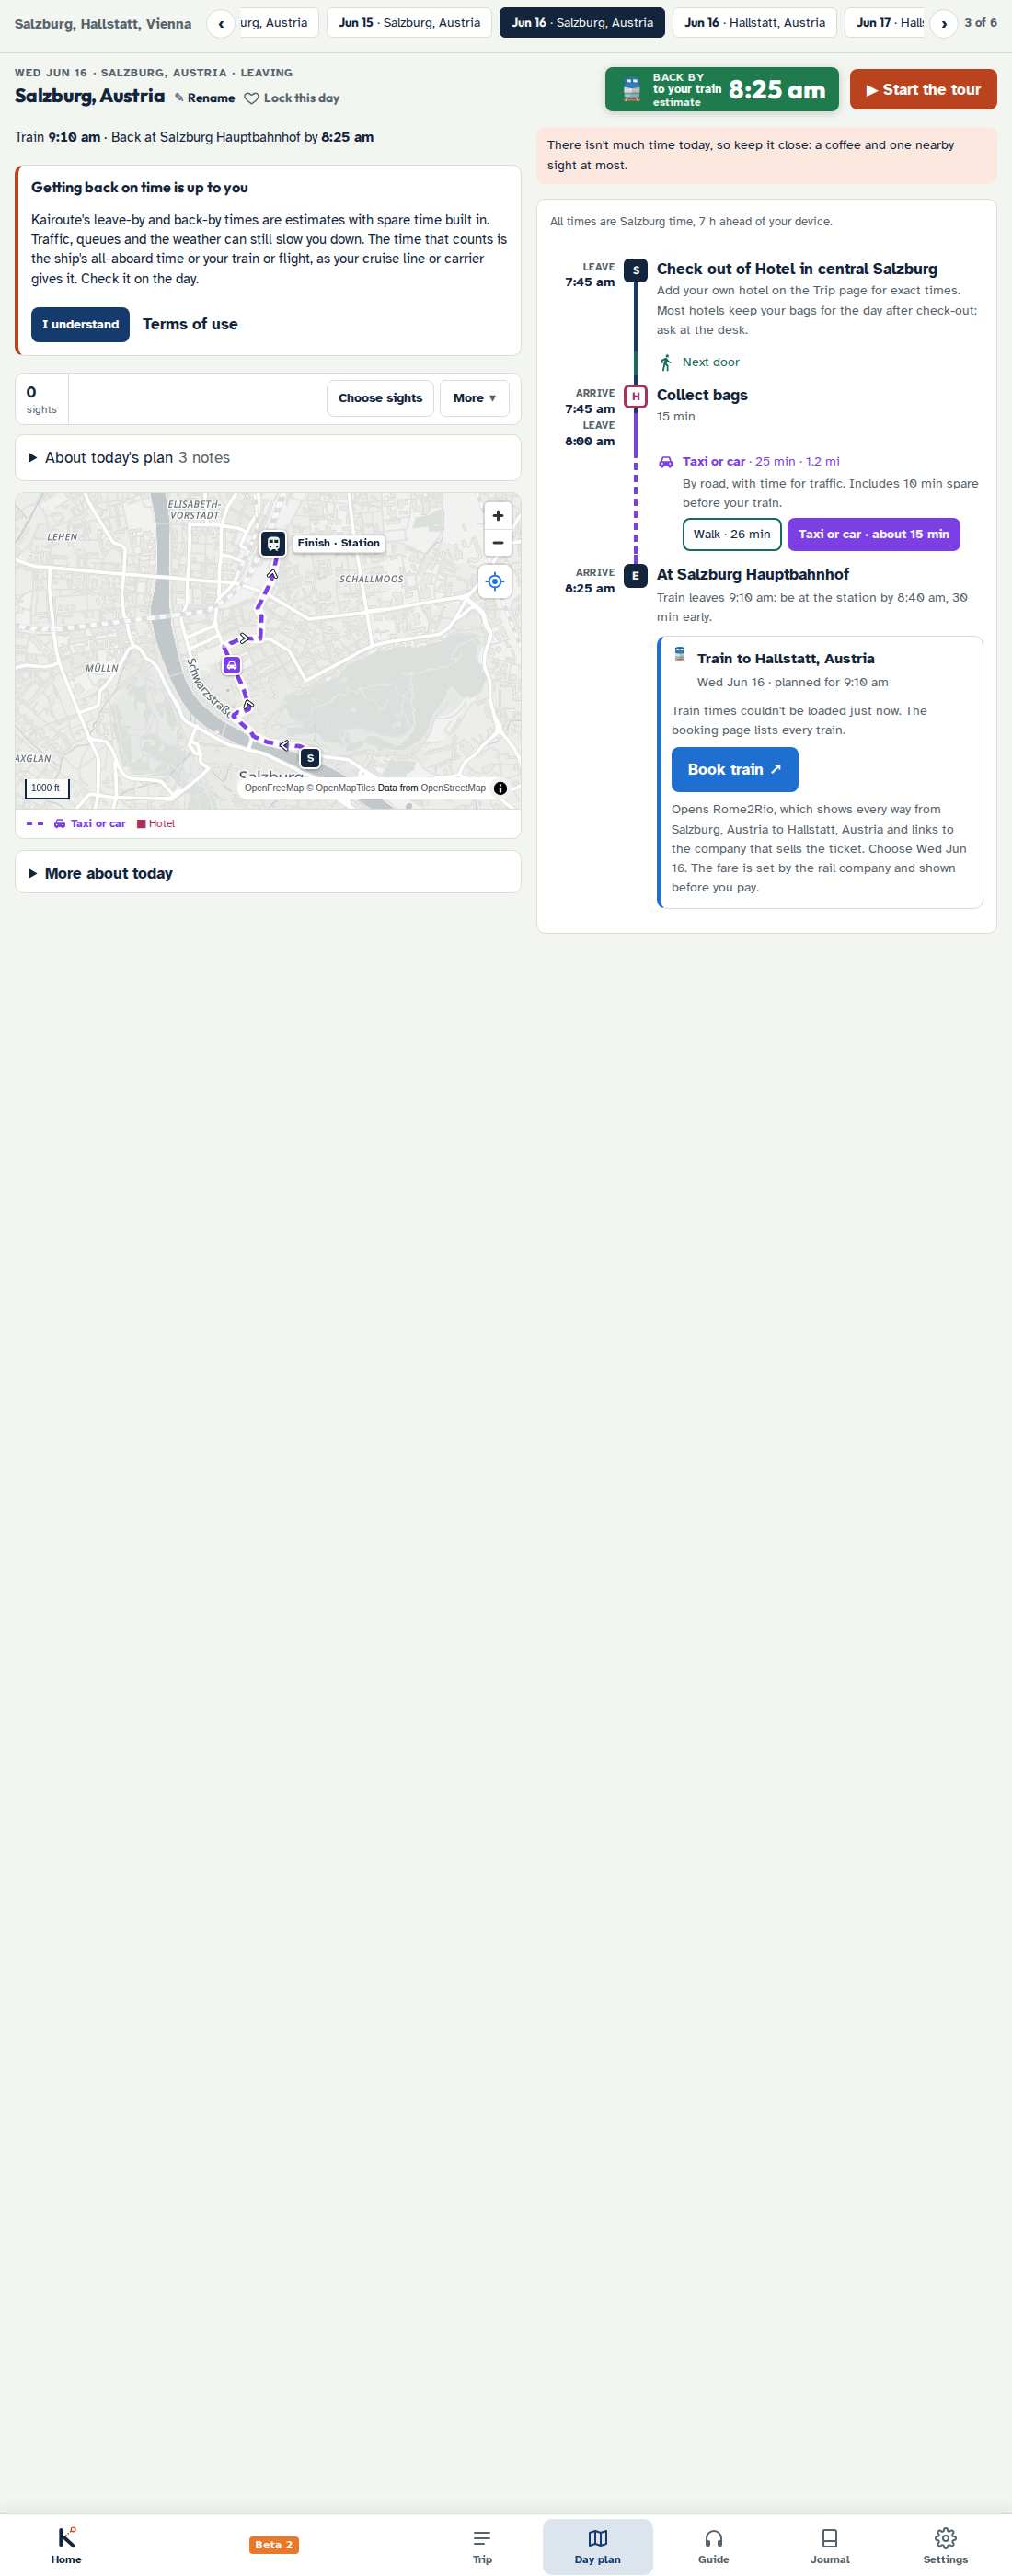 Salzburg, Hallstatt, Vienna
‹
urg, Austria
Jun 15 · Salzburg, Austria
Jun 16 · Salzburg, Austria
Jun 16 · Hallstatt, Austria
Jun 17 · Halls
›
3 of 6
WED JUN 16 · SALZBURG, AUSTRIA · LEAVING
Salzburg, Austria
✎ Rename
Lock this day
BACK BY
to your train
estimate
8:25 am
▶ Start the tour
Train 9:10 am · Back at Salzburg Hauptbahnhof by 8:25 am
Getting back on time is up to you
Kairoute's leave-by and back-by times are estimates with spare time built in.
Traffic, queues and the weather can still slow you down. The time that counts is
the ship's all-aboard time or your train or flight, as your cruise line or carrier
gives it. Check it on the day.
I understand
Terms of use
0
sights
Choose sights
More ▼
▶ About today's plan 3 notes
ELISABETH-
VORSTADT
LEHEN
Finish · Station
SCHALLMOOS
MÜLLN
Schwarzstraße
AXGLAN
S
Salzburg
+
−
1000 ft
OpenFreeMap © OpenMapTiles Data from OpenStreetMap
Taxi or car
Hotel
▶ More about today
There isn't much time today, so keep it close: a coffee and one nearby
sight at most.
All times are Salzburg time, 7 h ahead of your device.
LEAVE
7:45 am
S
Check out of Hotel in central Salzburg
Add your own hotel on the Trip page for exact times.
Most hotels keep your bags for the day after check-out:
ask at the desk.
Next door
ARRIVE
7:45 am
LEAVE
8:00 am
H
Collect bags
15 min
Taxi or car · 25 min · 1.2 mi
By road, with time for traffic. Includes 10 min spare
before your train.
Walk · 26 min
Taxi or car · about 15 min
ARRIVE
8:25 am
E
At Salzburg Hauptbahnhof
Train leaves 9:10 am: be at the station by 8:40 am, 30
min early.
Train to Hallstatt, Austria
Wed Jun 16 · planned for 9:10 am
Train times couldn't be loaded just now. The
booking page lists every train.
Book train ↗
Opens Rome2Rio, which shows every way from
Salzburg, Austria to Hallstatt, Austria and links to
the company that sells the ticket. Choose Wed Jun
16. The fare is set by the rail company and shown
before you pay.
Home
Beta 2
Trip
Day plan
Guide
Journal
Settings